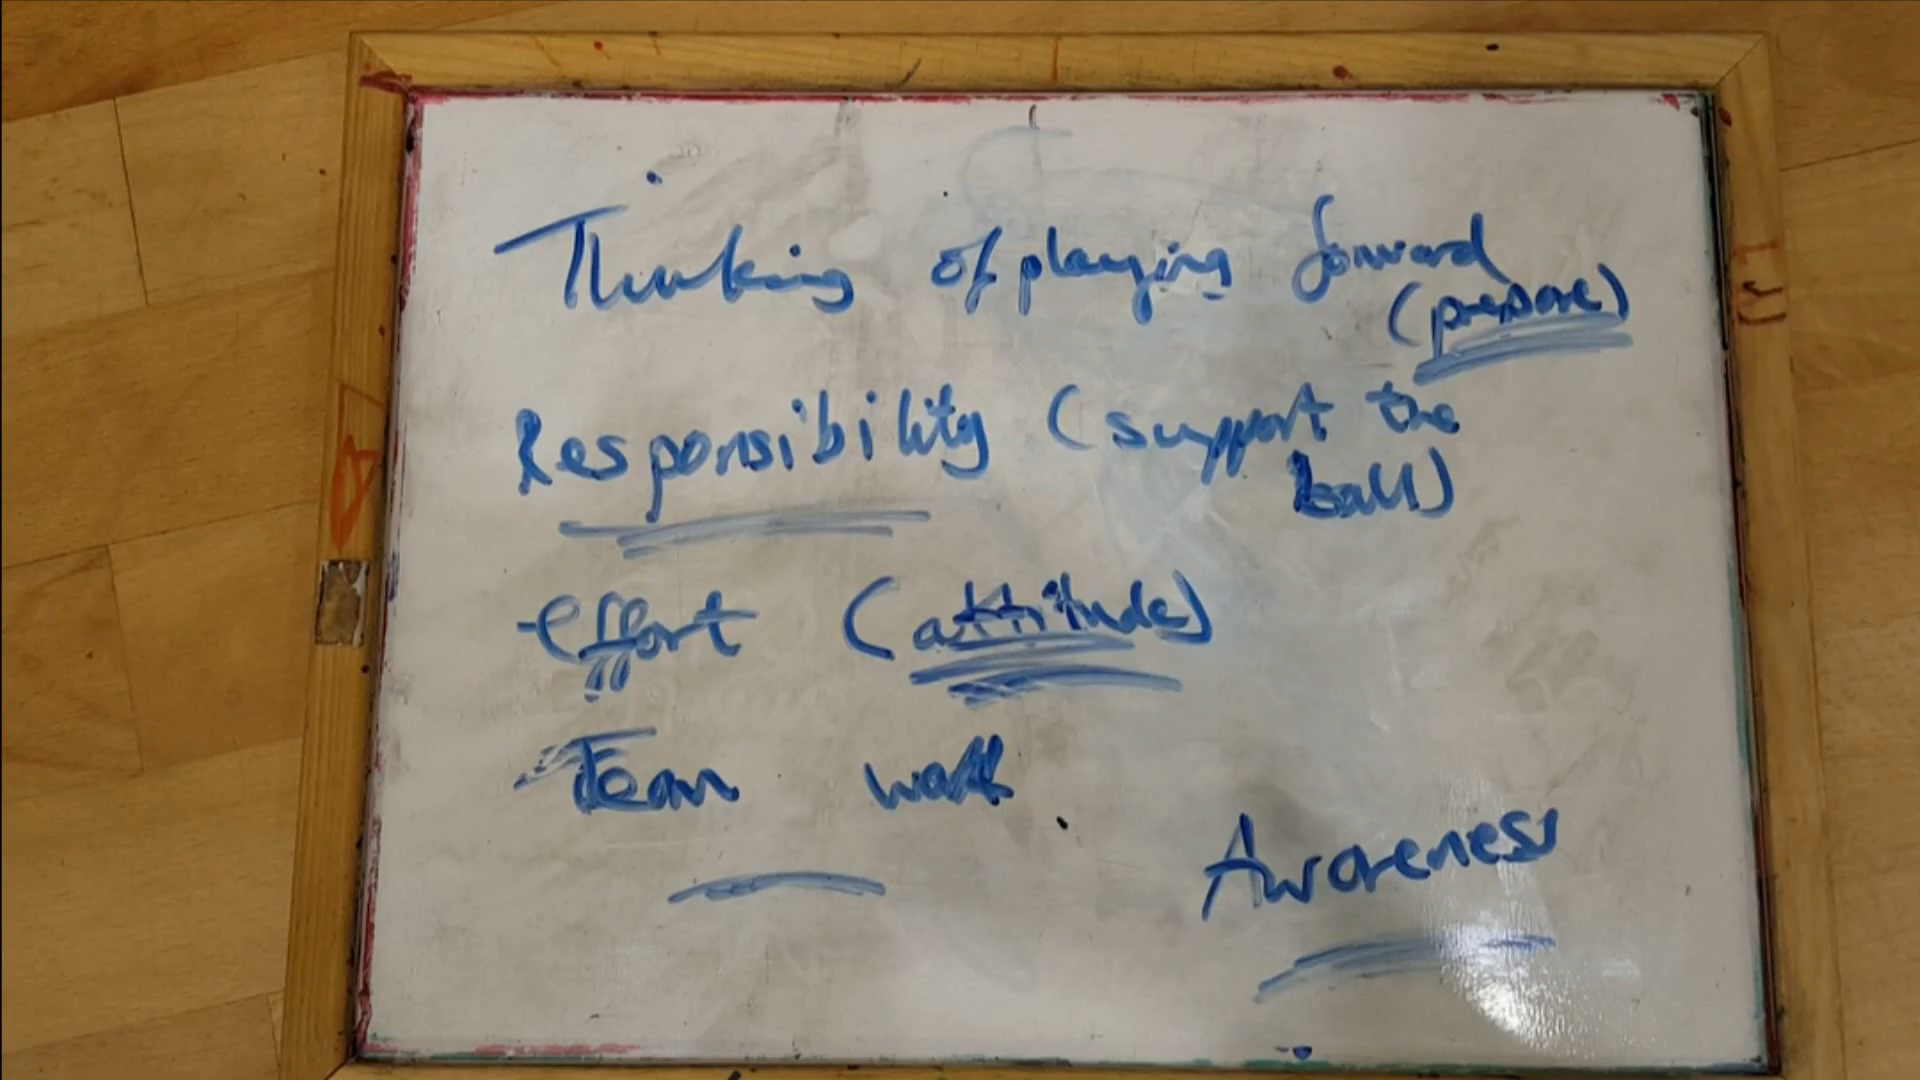 Thinking of playing forward
(prepare)
Responsibility (support the
ball)
effort (attitude)
Team work
Awareness